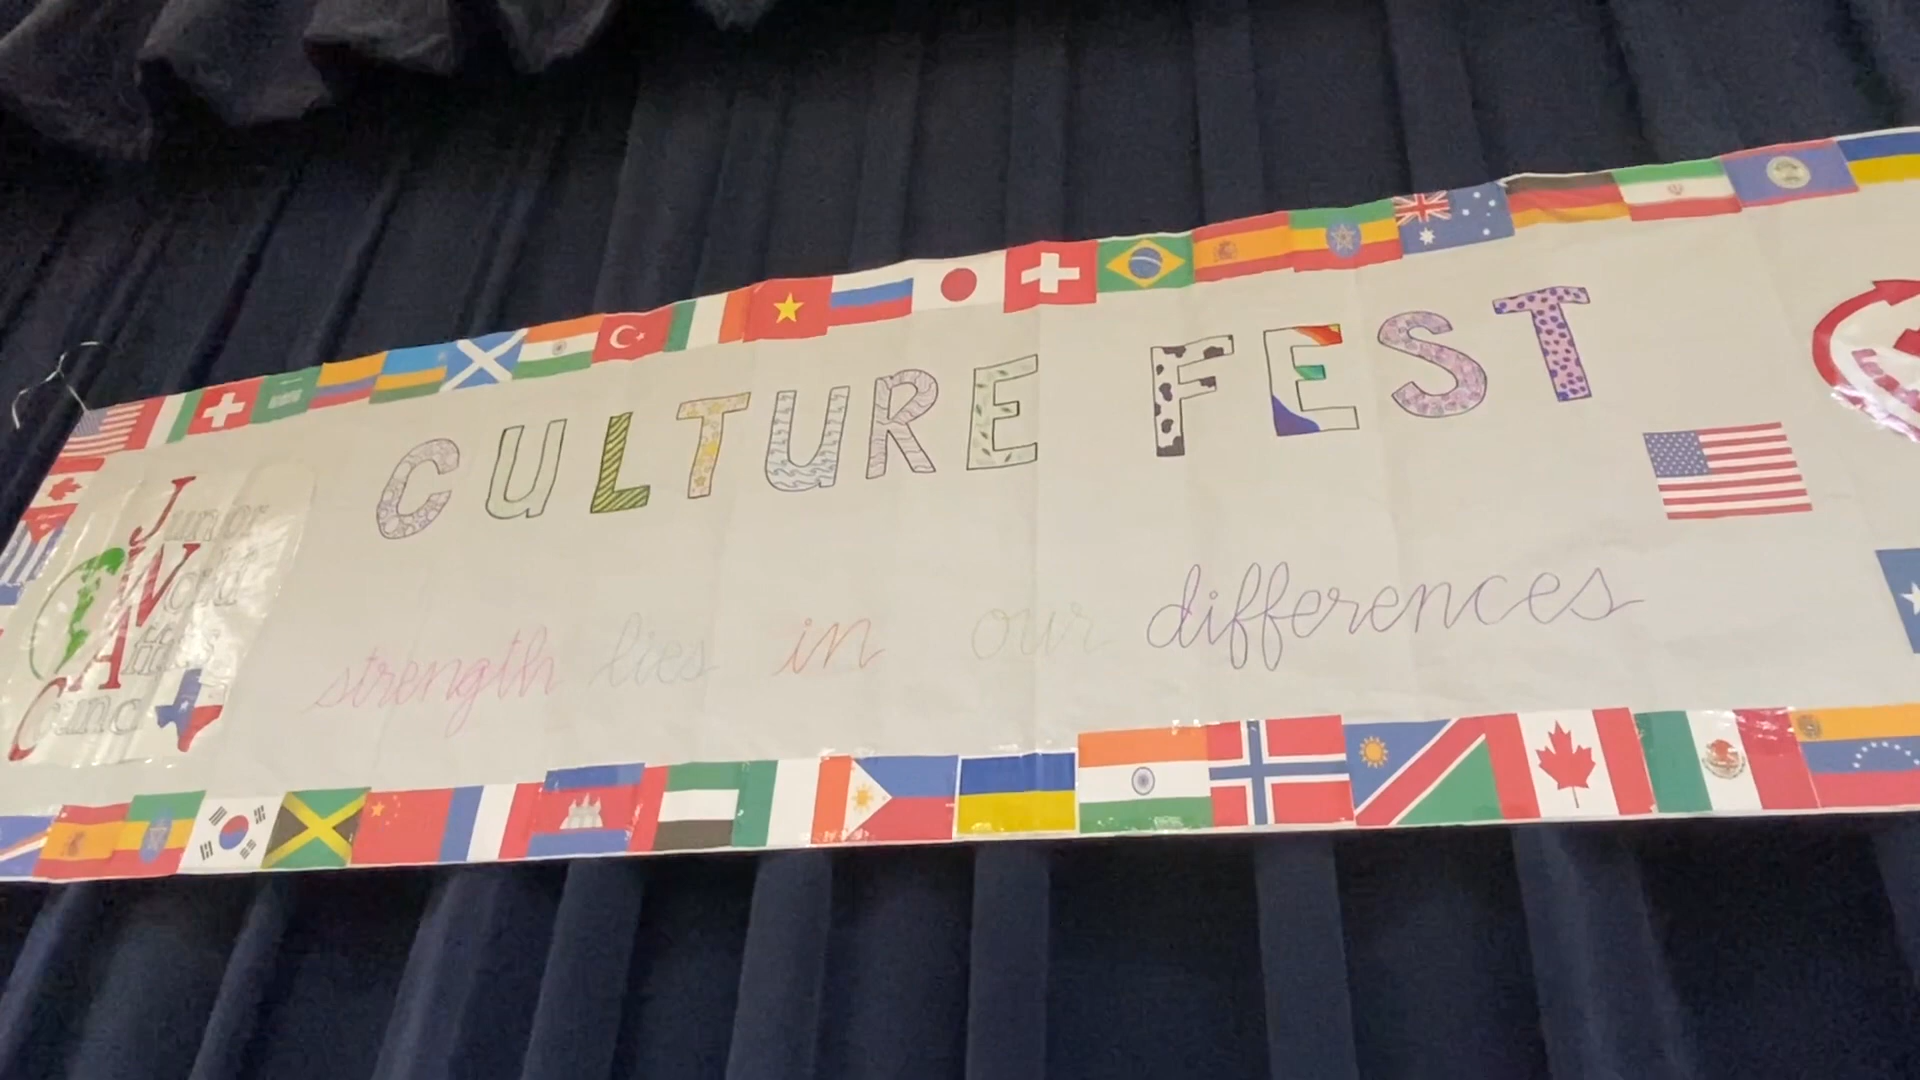 CULTURE FEST
strength lies in our differences
Junior
World
Affairs
Council